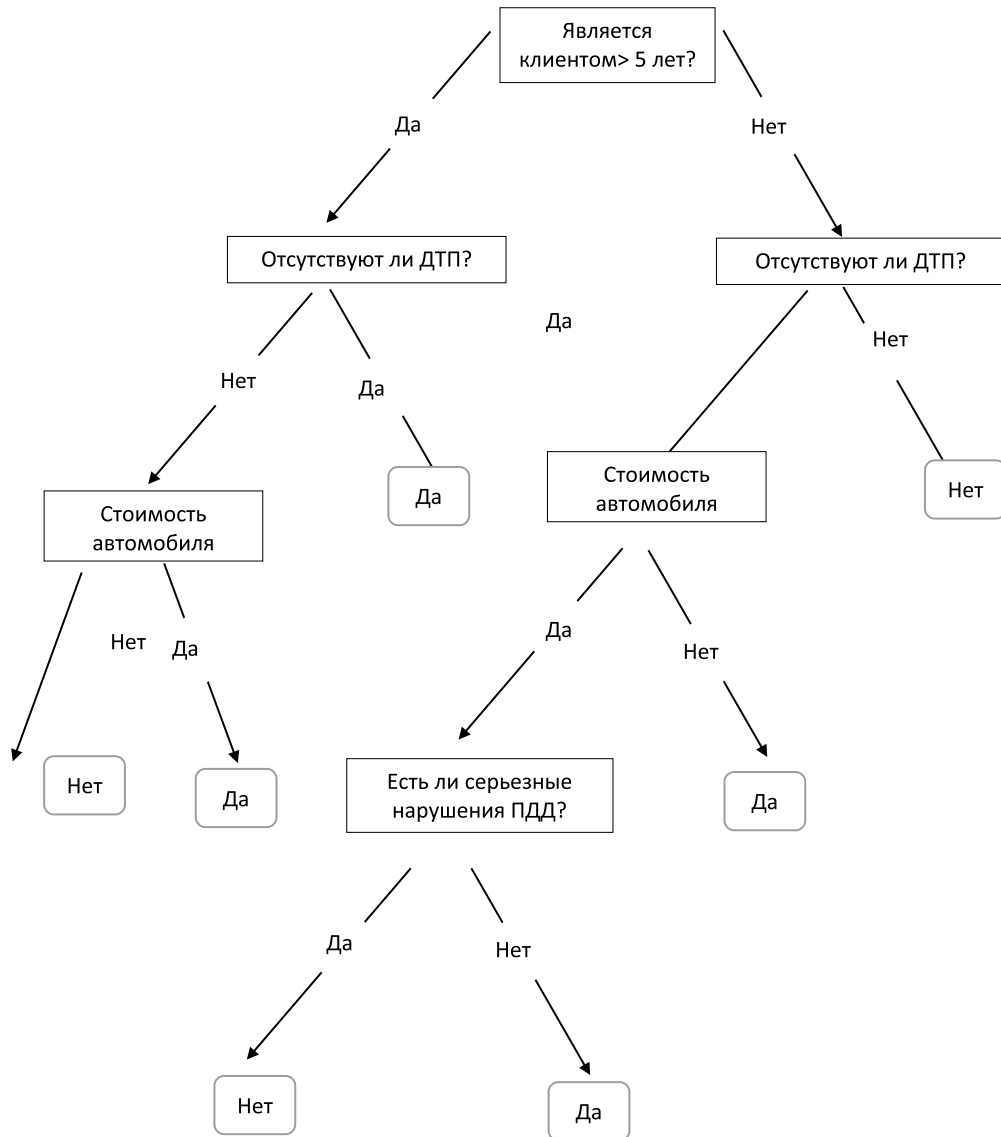 Является
клиентом> 5 лет?
Да
Нет
Отсутствуют ли ДТП?
Отсутствуют ли ДТП?
Да
Нет
Нет
Да
Стоимость
автомобиля
Нет
Да
Стоимость
автомобиля
Да
Нет
Нет
Да
Нет
Да
Есть ли серьезные
нарушения ПДД?
Да
Да
Нет
Нет
Да